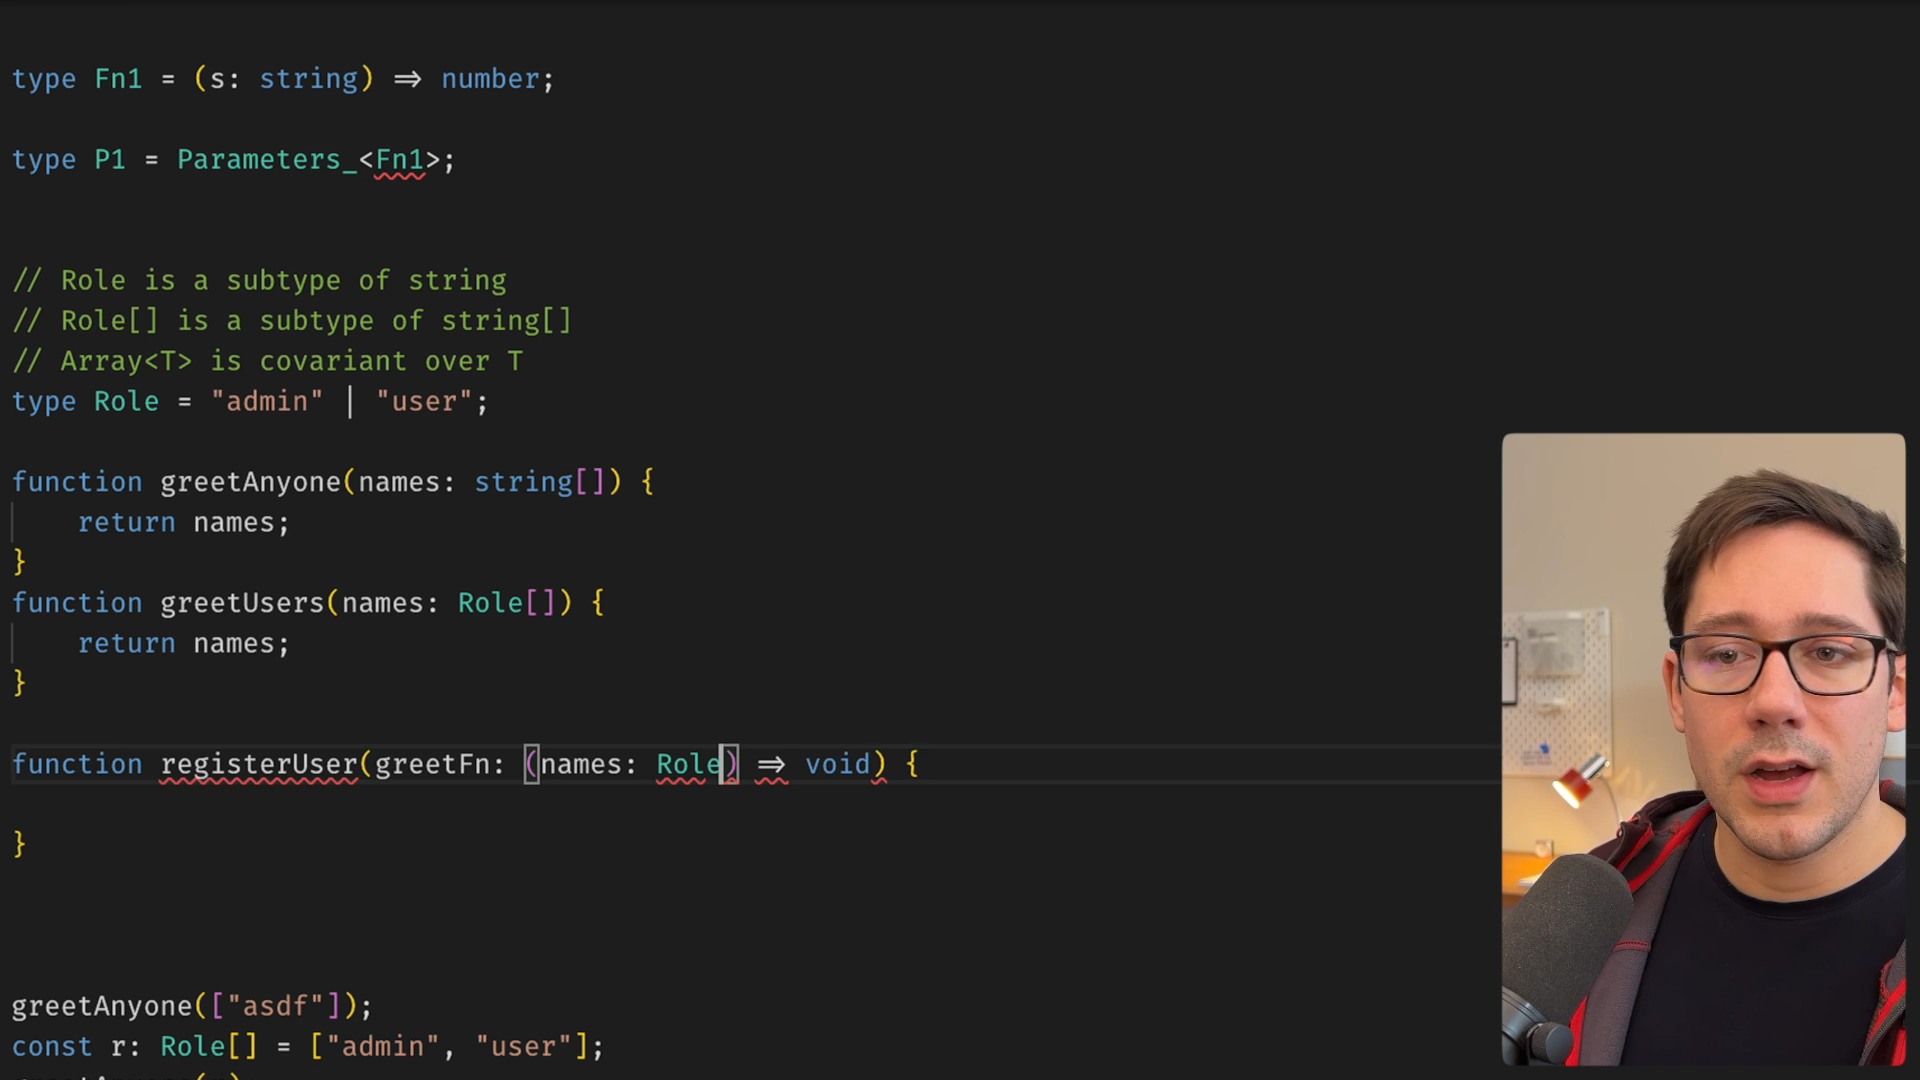 type Fn1 = (s: string) => number;
type P1 = Parameters_<Fn1>;
// Role is a subtype of string
// Role[] is a subtype of string[]
// Array<T> is covariant over T
type Role = "admin" | "user";
function greetAnyone(names: string[]) {
return names;
}
function greetUsers(names: Role[]) {
return names;
}
function registerUser(greetFn: (names: Role) => void) {
}
greetAnyone(["asdf"]);
const r: Role[] = ["admin", "user"];